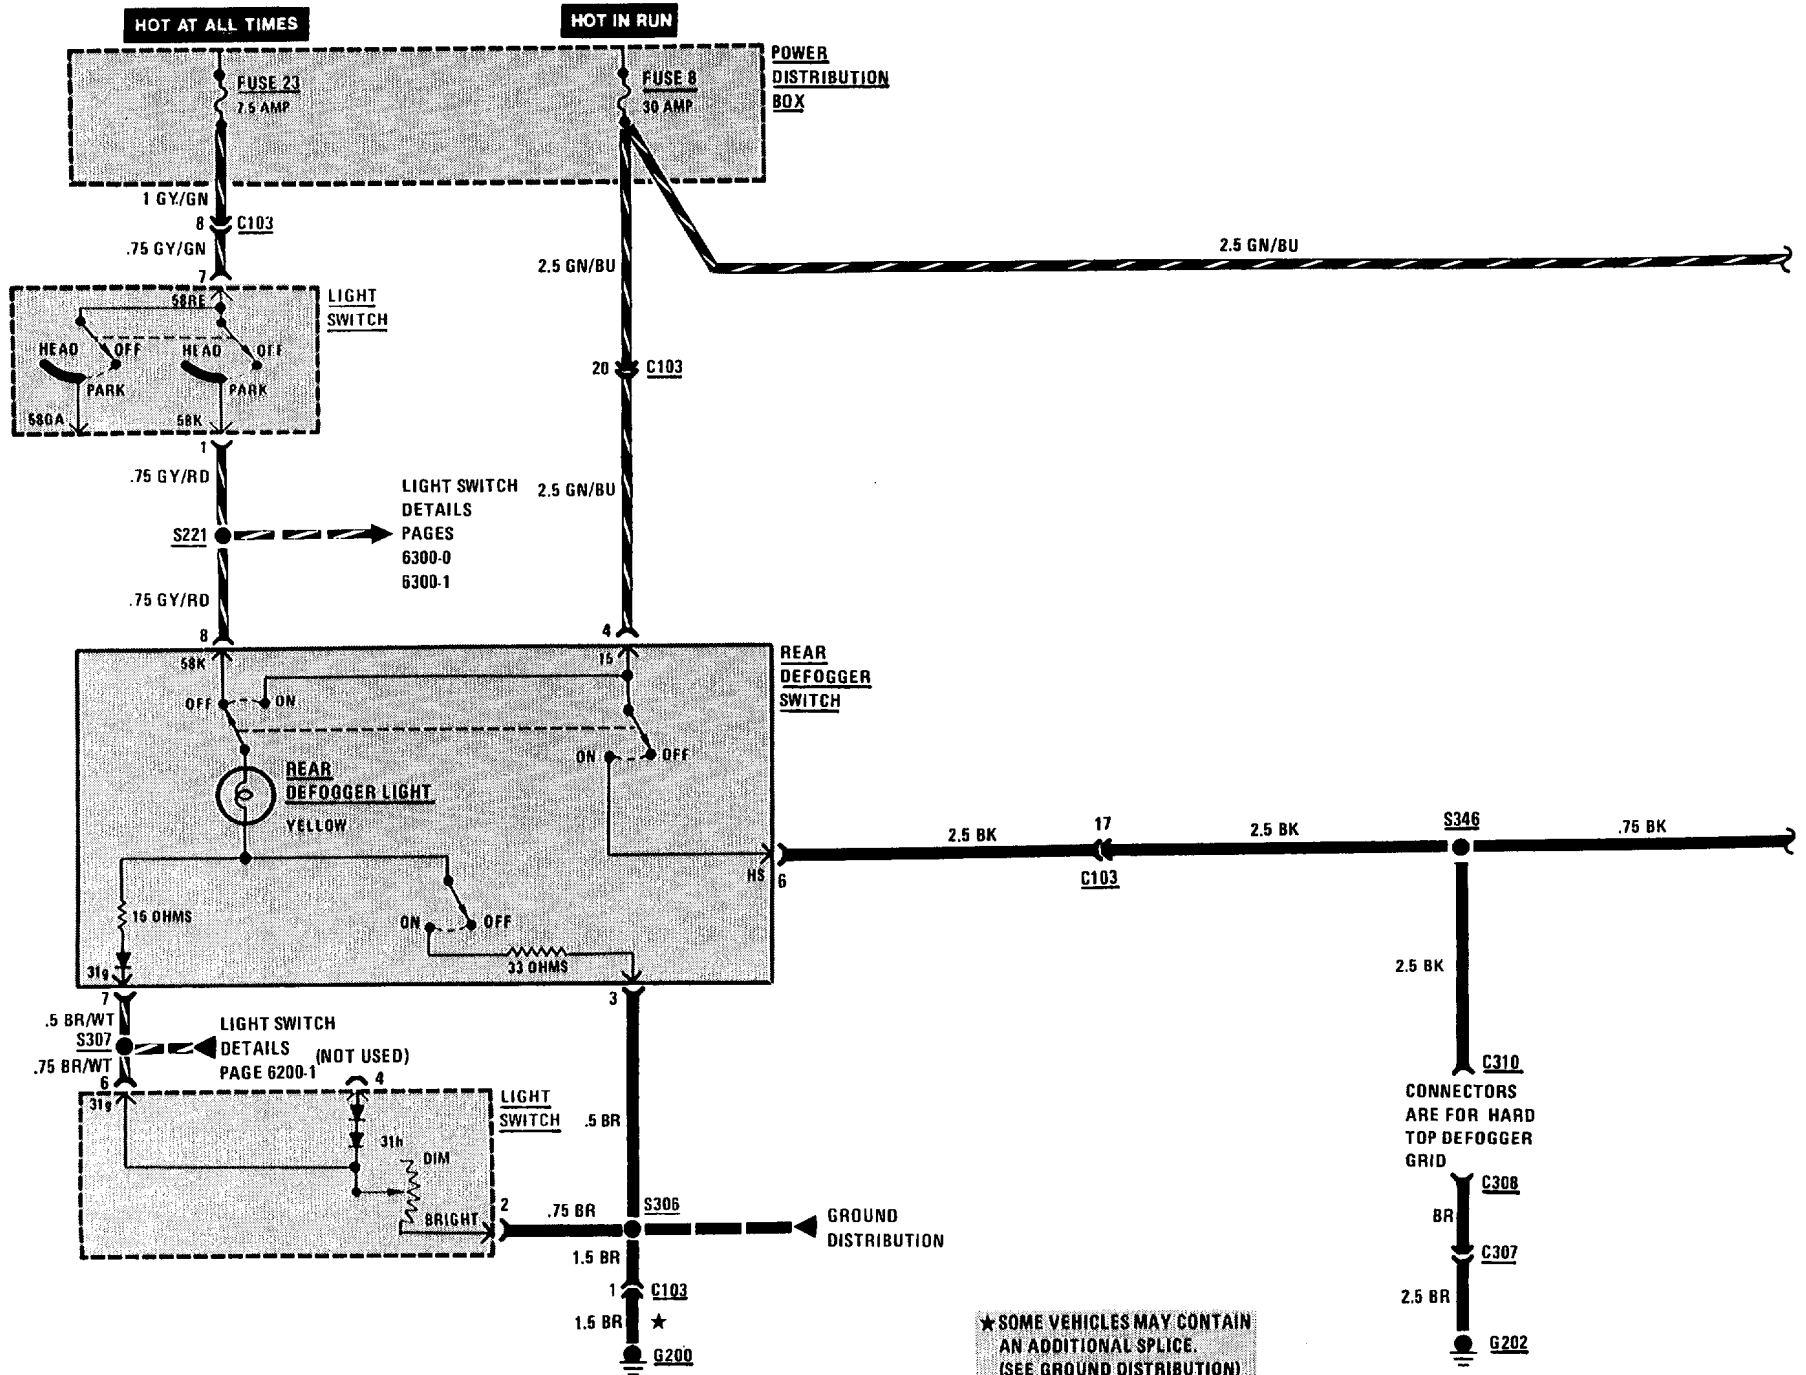 HOT AT ALL TIMES
HOT IN RUN
POWER
DISTRIBUTION
BOX
FUSE 23
7.5 AMP
FUSE 8
30 AMP
1 GY/GN
8
C103
.75 GY/GN
7
2.5 GN/BU
2.5 GN/BU
LIGHT
SWITCH
58RE
HEAD
OFF
HEAD
OFF
PARK
PARK
58GA
58K
20
C103
1
.75 GY/RD
S221
LIGHT SWITCH
DETAILS
PAGES
6300-0
6300-1
2.5 GN/BU
.75 GY/RD
8
4
58K
15
REAR
DEFOGGER
SWITCH
OFF
ON
ON
OFF
REAR
DEFOGGER LIGHT
YELLOW
HS
6
2.5 BK
17
C103
2.5 BK
S346
.75 BK
15 OHMS
ON
OFF
33 OHMS
31g
7
3
.5 BR/WT
S307
.75 BR/WT
6
LIGHT SWITCH
DETAILS
PAGE 6200-1
(NOT USED)
4
31g
31h
DIM
BRIGHT
LIGHT
SWITCH
2
.5 BR
.75 BR
S306
GROUND
DISTRIBUTION
1.5 BR
1
C103
1.5 BR
★
G200
2.5 BK
C310
CONNECTORS
ARE FOR HARD
TOP DEFOGGER
GRID
C308
BR
C307
2.5 BR
G202
★SOME VEHICLES MAY CONTAIN
AN ADDITIONAL SPLICE.
(SEE GROUND DISTRIBUTION)